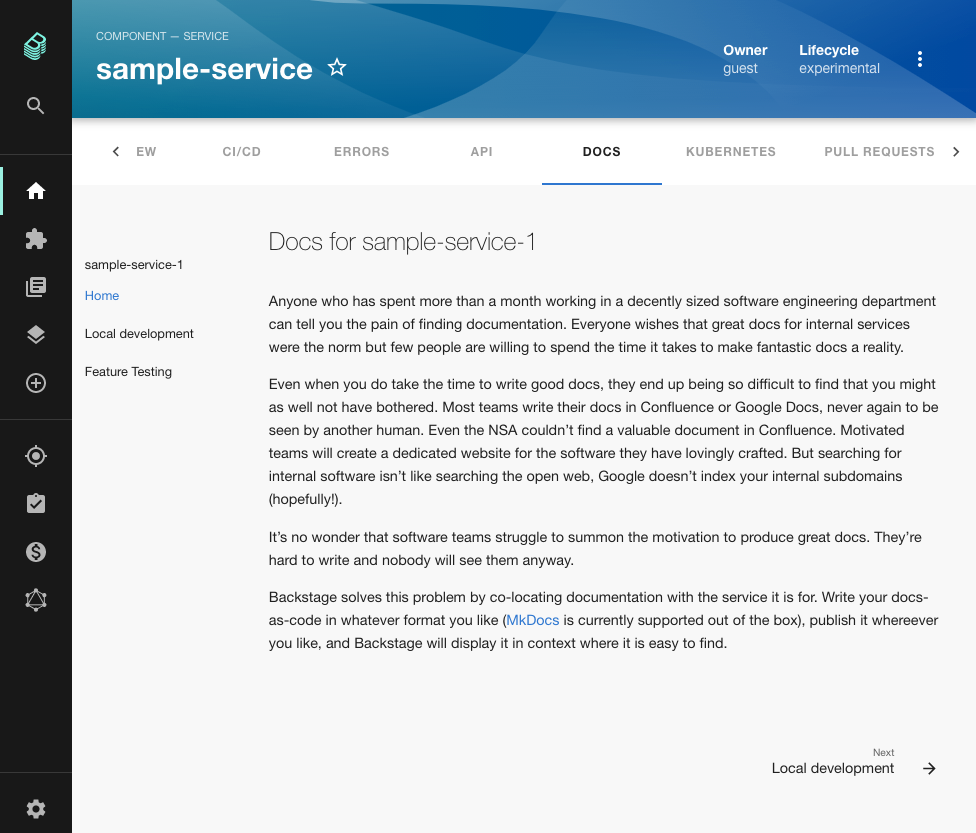 COMPONENT — SERVICE
sample-service
Owner
guest
Lifecycle
experimental
EW
CI/CD
ERRORS
API
DOCS
KUBERNETES
PULL REQUESTS
sample-service-1
Home
Local development
Feature Testing
Docs for sample-service-1
Anyone who has spent more than a month working in a decently sized software engineering department
can tell you the pain of finding documentation. Everyone wishes that great docs for internal services
were the norm but few people are willing to spend the time it takes to make fantastic docs a reality.
Even when you do take the time to write good docs, they end up being so difficult to find that you might
as well not have bothered. Most teams write their docs in Confluence or Google Docs, never again to be
seen by another human. Even the NSA couldn’t find a valuable document in Confluence. Motivated
teams will create a dedicated website for the software they have lovingly crafted. But searching for
internal software isn’t like searching the open web, Google doesn’t index your internal subdomains
(hopefully!).
It’s no wonder that software teams struggle to summon the motivation to produce great docs. They’re
hard to write and nobody will see them anyway.
Backstage solves this problem by co-locating documentation with the service it is for. Write your docs-
as-code in whatever format you like (MkDocs is currently supported out of the box), publish it whereever
you like, and Backstage will display it in context where it is easy to find.
Next
Local development